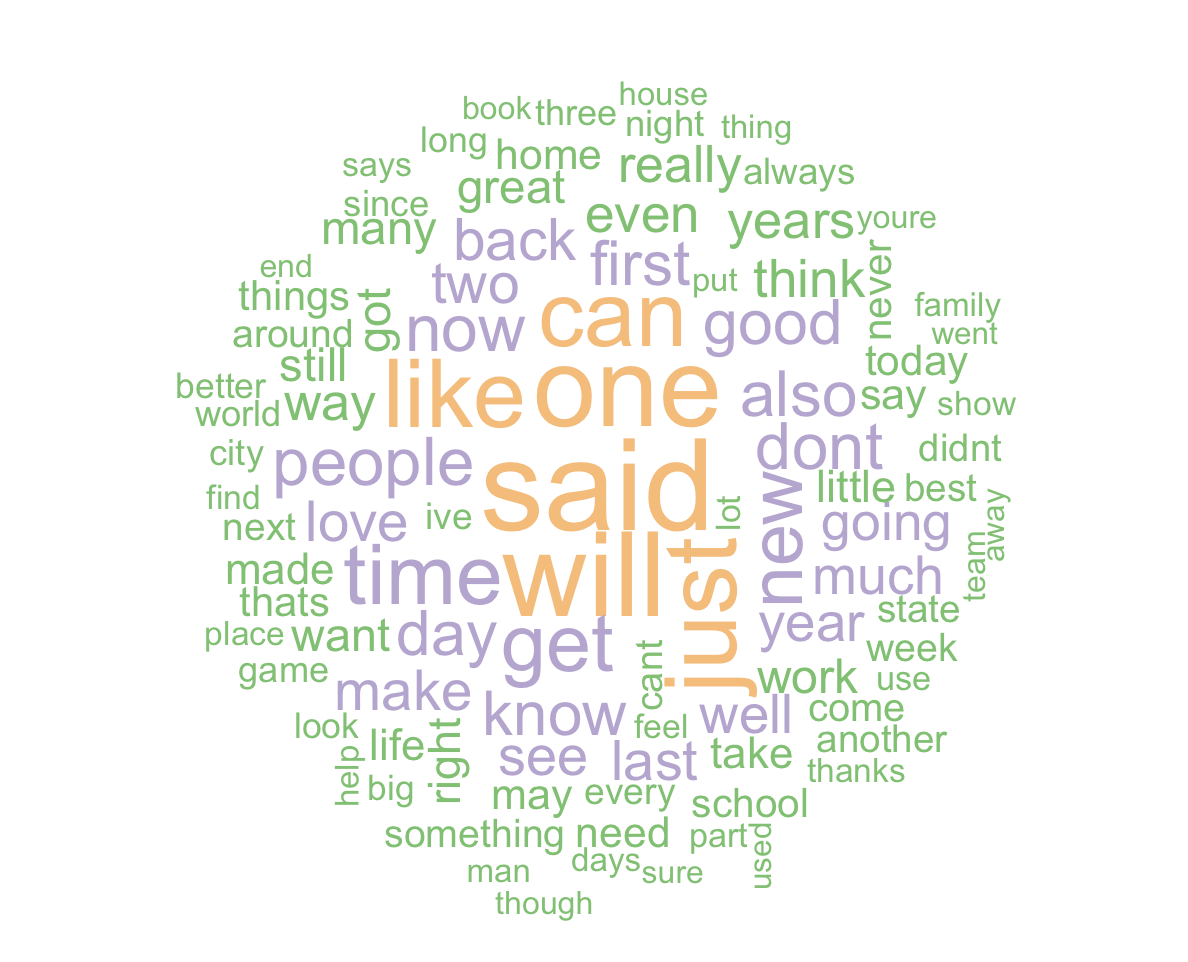 house
book three
night thing
long
home really
says always
great
since even years youre
many back first
end two put think never
things got can good family
around now went
still today
better like one also say show
world way
city people dont didnt
said little best
find new away
next love ive lot going
made time will just team
thats much
state
place want day get year
game cant week
make work use
know well come
look life right feel another
help see last take thanks
big may every school
something need part
days used
man sure
though